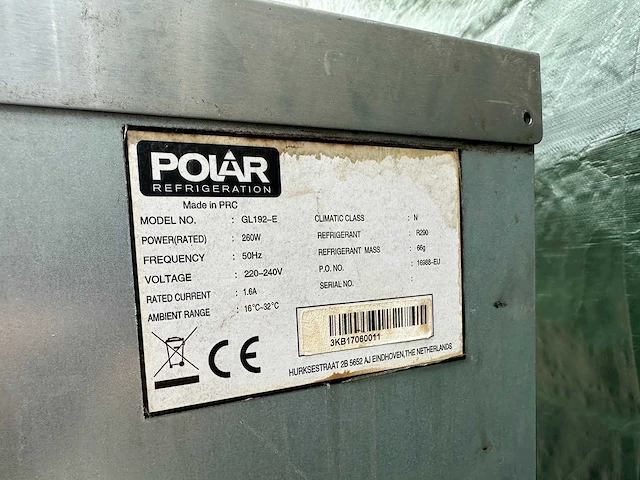 POLAR
REFRIGERATION
Made in PRC
MODEL NO. : GL192-E
POWER(RATED) : 260W
FREQUENCY : 50Hz
VOLTAGE : 220-240V
RATED CURRENT : 1.6A
AMBIENT RANGE : 16°C-32°C
CLIMATIC CLASS : N
REFRIGERANT : R290
REFRIGERANT MASS : 66g
P.O. NO. : 16988-EU
SERIAL NO. :
3KB17060011
CE
HURKSESTRAAT 2B 5652 AJ EINDHOVEN,THE NETHERLANDS